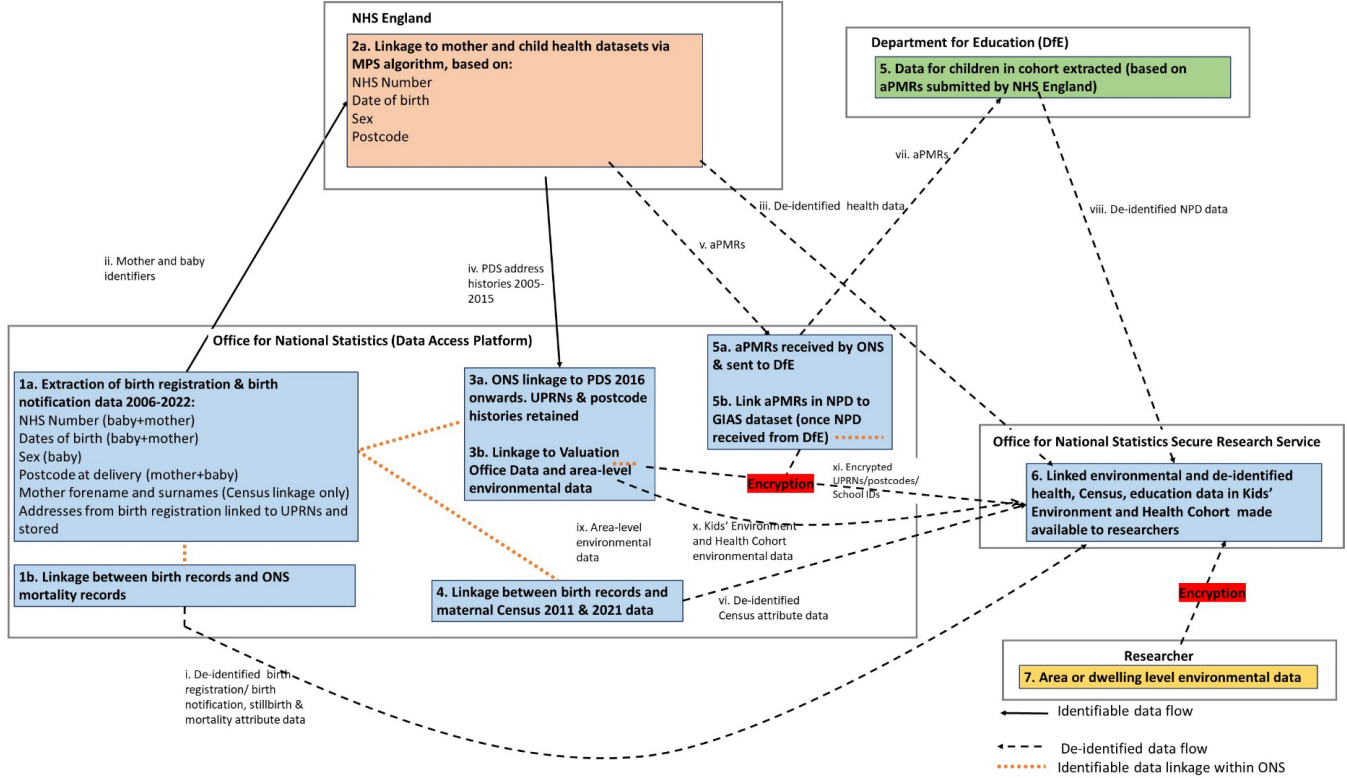 NHS England
2a. Linkage to mother and child health datasets via
MPS algorithm, based on:
NHS Number
Date of birth
Sex
Postcode
Department for Education (DfE)
5. Data for children in cohort extracted (based on
aPMRs submitted by NHS England)
vii. aPMRs
iii. De-identified health data
viii. De-identified NPD data
v. aPMRs
ii. Mother and baby
identifiers
iv. PDS address
histories 2005-
2015
Office for National Statistics (Data Access Platform)
1a. Extraction of birth registration & birth
notification data 2006-2022:
NHS Number (baby+mother)
Dates of birth (baby+mother)
Sex (baby)
Postcode at delivery (mother+baby)
Mother forename and surnames (Census linkage only)
Addresses from birth registration linked to UPRNs and
stored
3a. ONS linkage to PDS 2016
onwards. UPRNs & postcode
histories retained
3b. Linkage to Valuation
Office Data and area-level
environmental data
5a. aPMRs received by ONS
& sent to DfE
5b. Link aPMRs in NPD to
GIAS dataset (once NPD
received from DfE)
Encryption
xi. Encrypted
UPRNs/postcodes/
School IDs
Office for National Statistics Secure Research Service
6. Linked environmental and de-identified
health, Census, education data in Kids'
Environment and Health Cohort made
available to researchers
ix. Area-level
environmental
data
x. Kids' Environment
and Health Cohort
environmental data
1b. Linkage between birth records and ONS
mortality records
4. Linkage between birth records and
maternal Census 2011 & 2021 data
vi. De-identified
Census attribute data
Encryption
i. De-identified birth
registration/ birth
notification, stillbirth &
mortality attribute data
Researcher
7. Area or dwelling level environmental data
Identifiable data flow
De-identified data flow
Identifiable data linkage within ONS